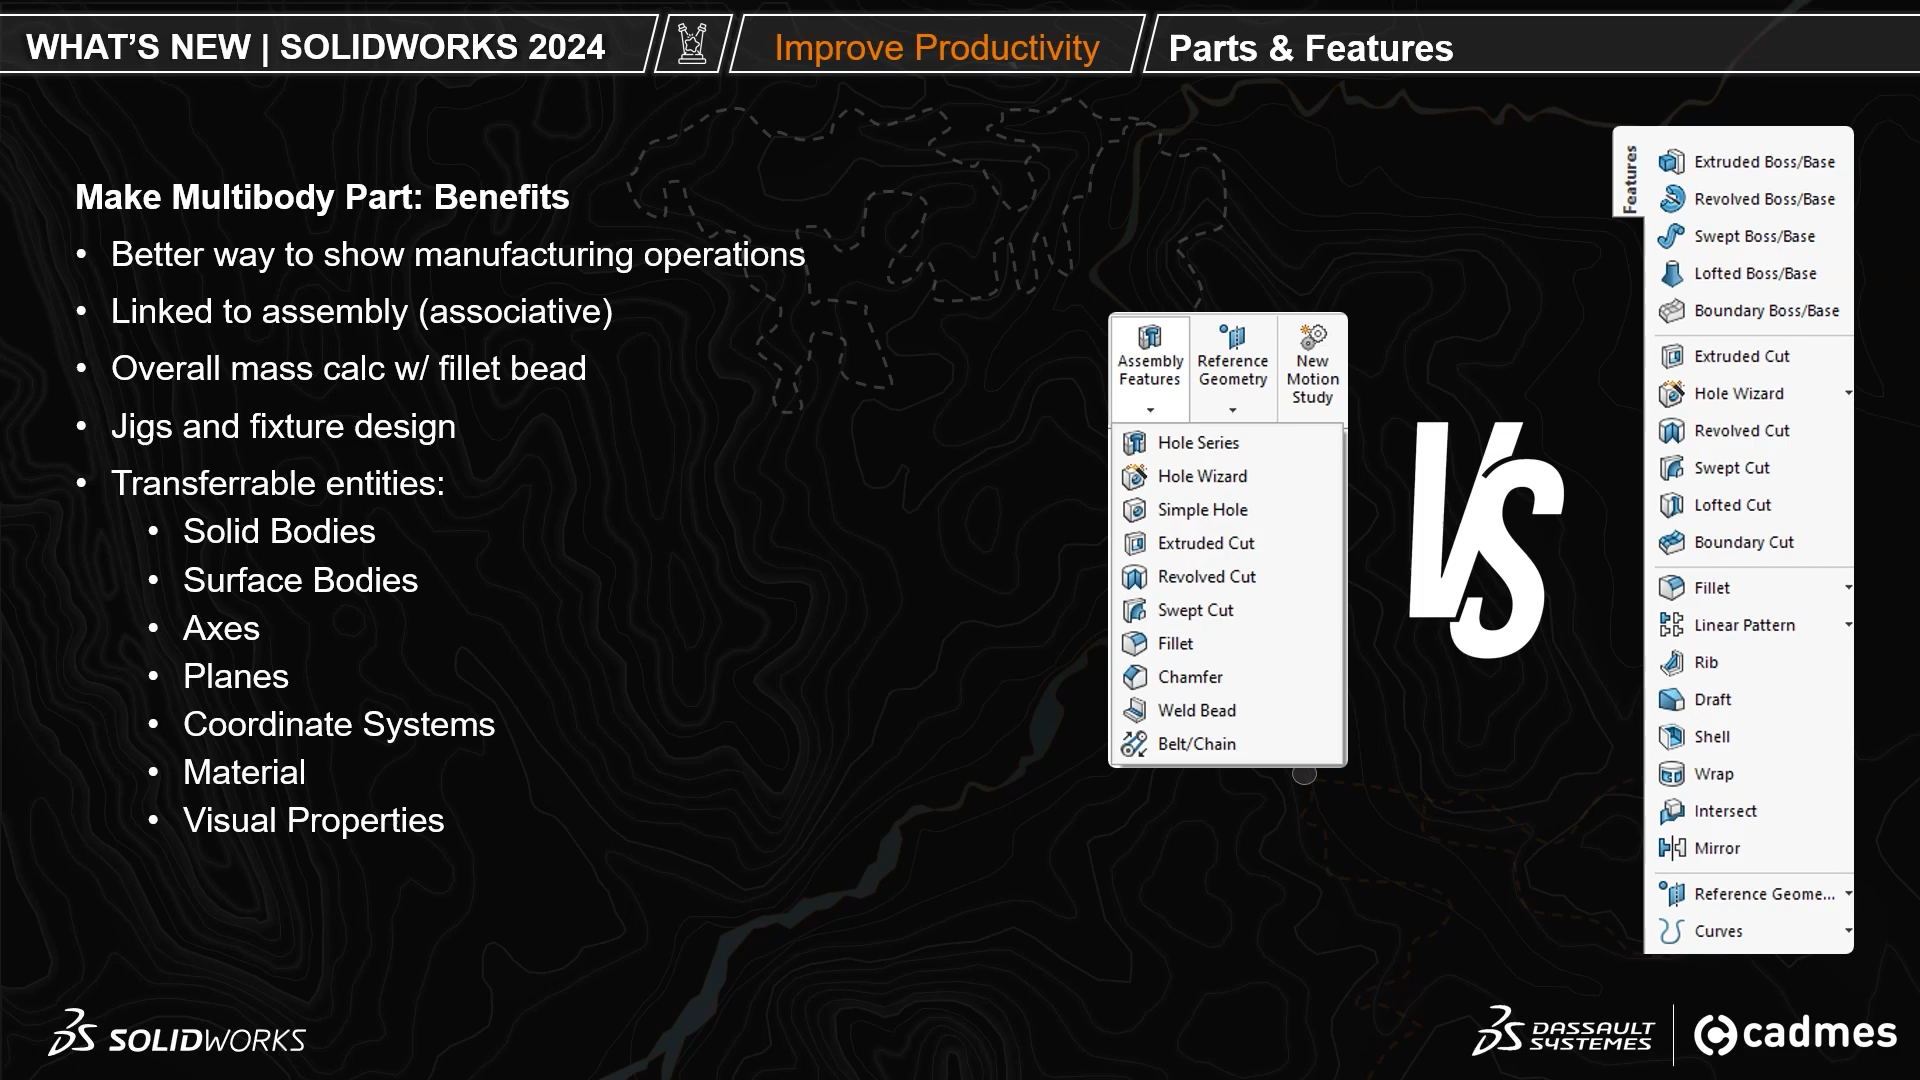 WHAT’S NEW | SOLIDWORKS 2024
Improve Productivity
Parts & Features
Make Multibody Part: Benefits
• Better way to show manufacturing operations
• Linked to assembly (associative)
• Overall mass calc w/ fillet bead
• Jigs and fixture design
• Transferrable entities:
• Solid Bodies
• Surface Bodies
• Axes
• Planes
• Coordinate Systems
• Material
• Visual Properties
Assembly
Features
Reference
Geometry
New
Motion
Study
Hole Series
Hole Wizard
Simple Hole
Extruded Cut
Revolved Cut
Swept Cut
Fillet
Chamfer
Weld Bead
Belt/Chain
VS
Features
Extruded Boss/Base
Revolved Boss/Base
Swept Boss/Base
Lofted Boss/Base
Boundary Boss/Base
Extruded Cut
Hole Wizard
Revolved Cut
Swept Cut
Lofted Cut
Boundary Cut
Fillet
Linear Pattern
Rib
Draft
Shell
Wrap
Intersect
Mirror
Reference Geome...
Curves
SOLIDWORKS
DASSAULT
SYSTEMES
cadmes